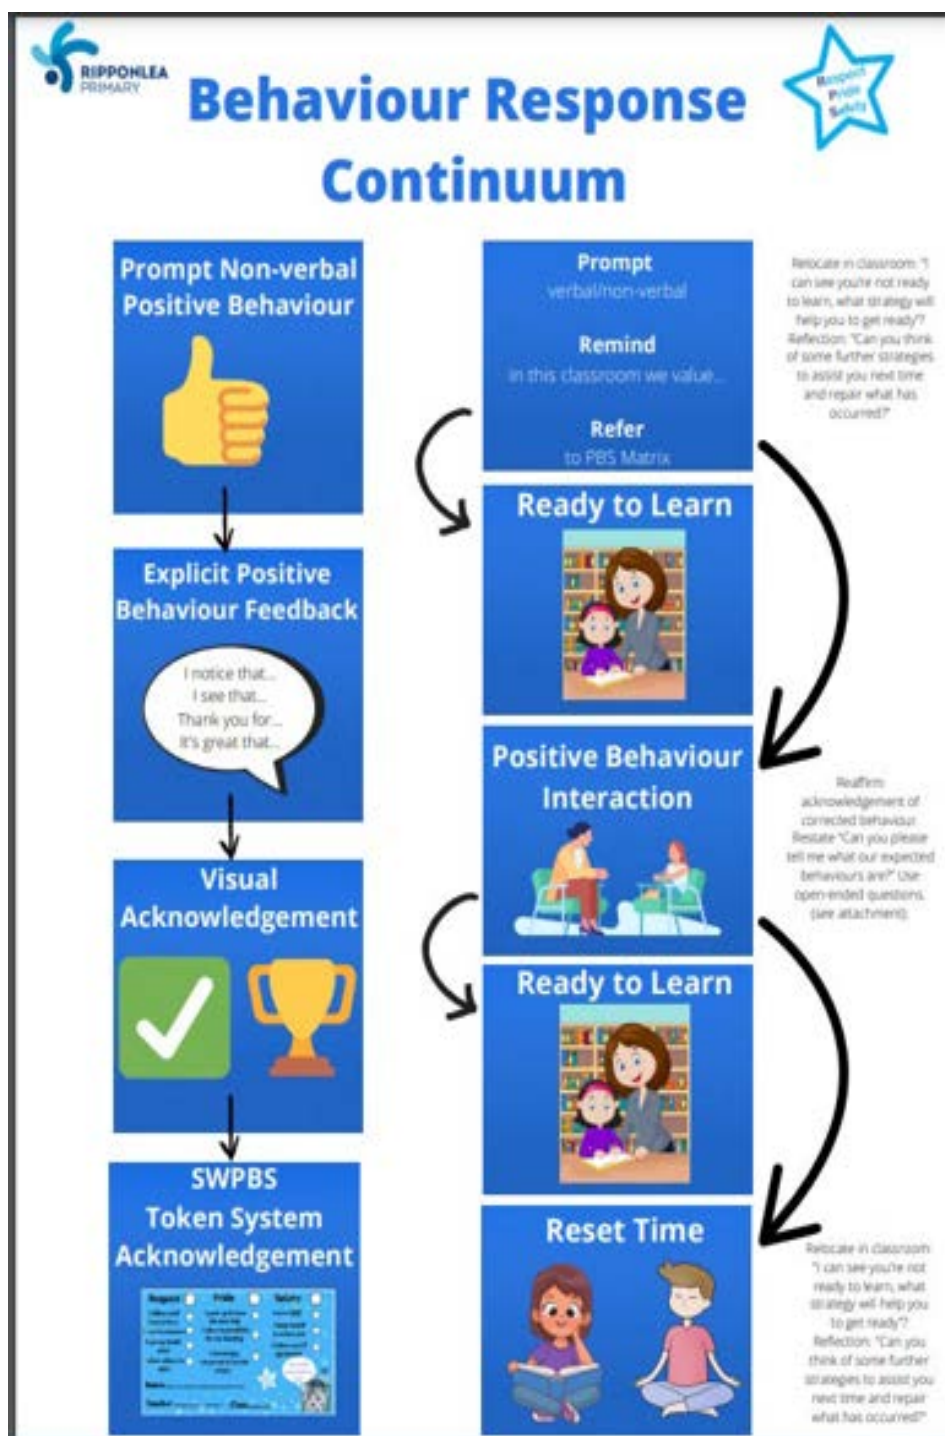 RIPPONLEA
PRIMARY
Respect
Pride
Safety
Behaviour Response
Continuum
Prompt Non-verbal
Positive Behaviour
Explicit Positive
Behaviour Feedback
I notice that...
I see that...
Thank you for...
It's great that...
Visual
Acknowledgement
SWPBS
Token System
Acknowledgement
Respect
Pride
Safety
Prompt
verbal/non-verbal
Remind
in this classroom we value...
Refer
to PBS Matrix
Ready to Learn
Positive Behaviour
Interaction
Ready to Learn
Reset Time
Relocate in classroom: "I
can see you're not ready
to learn, what strategy will
help you to get ready"?
Reflection: "Can you think
of some further strategies
to assist you next time
and repair what has
occurred?"
Reaffirm:
acknowledgement of
corrected behaviour.
Restate "Can you please
tell me what our expected
behaviours are?" Use
open-ended questions.
(see attachment).
Relocate in classroom:
"I can see you're not
ready to learn, what
strategy will help you
to get ready"?
Reflection: "Can you
think of some further
strategies to assist you
next time and repair
what has occurred?"